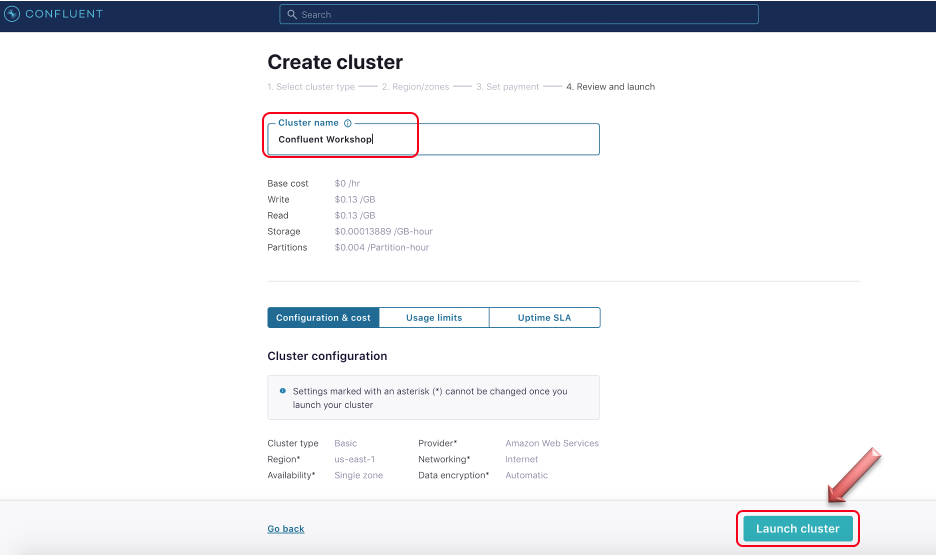 CONFLUENT
Search
Create cluster
1. Select cluster type 2. Region/zones 3. Set payment 4. Review and launch
Cluster name
Confluent Workshop
Base cost $0 /hr
Write $0.13 /GB
Read $0.13 /GB
Storage $0.00013889 /GB-hour
Partitions $0.004 /Partition-hour
Configuration & cost Usage limits Uptime SLA
Cluster configuration
Settings marked with an asterisk (*) cannot be changed once you
launch your cluster
Cluster type Basic Provider* Amazon Web Services
Region* us-east-1 Networking* Internet
Availability* Single zone Data encryption* Automatic
Go back Launch cluster